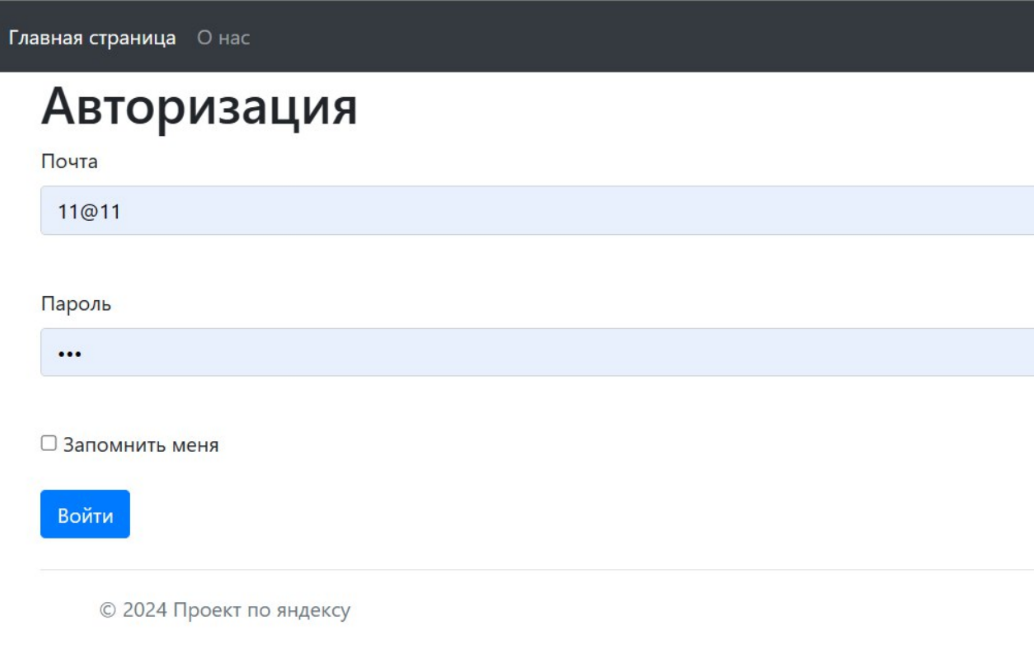 Главная страница О нас
Авторизация
Почта
11@11
Пароль
•••
Запомнить меня
Войти
© 2024 Проект по яндексу